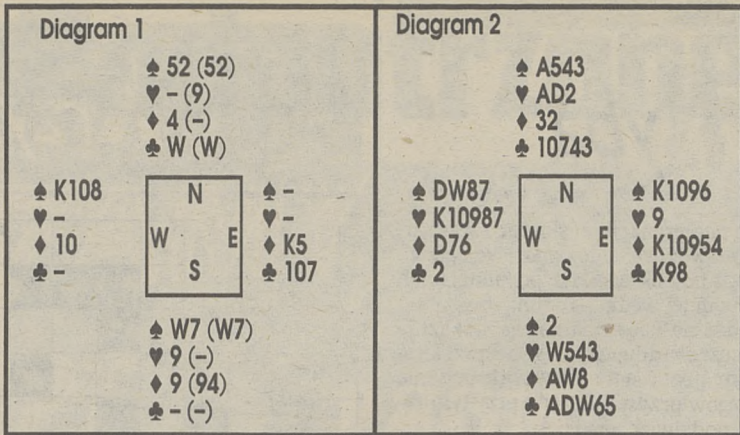 Diagram 1
♠ 52 (52)
♥ – (9)
♦ 4 (–)
♣ W (W)
♠ K108
♥ –
♦ 10
♣ –
N
W E
S
♠ –
♥ –
♦ K5
♣ 107
♠ W7 (W7)
♥ 9 (–)
♦ 9 (94)
♣ – (–)
Diagram 2
♠ A543
♥ AD2
♦ 32
♣ 10743
♠ DW87
♥ K10987
♦ D76
♣ 2
N
W E
S
♠ K1096
♥ 9
♦ K10954
♣ K98
♠ 2
♥ W543
♦ AW8
♣ ADW65